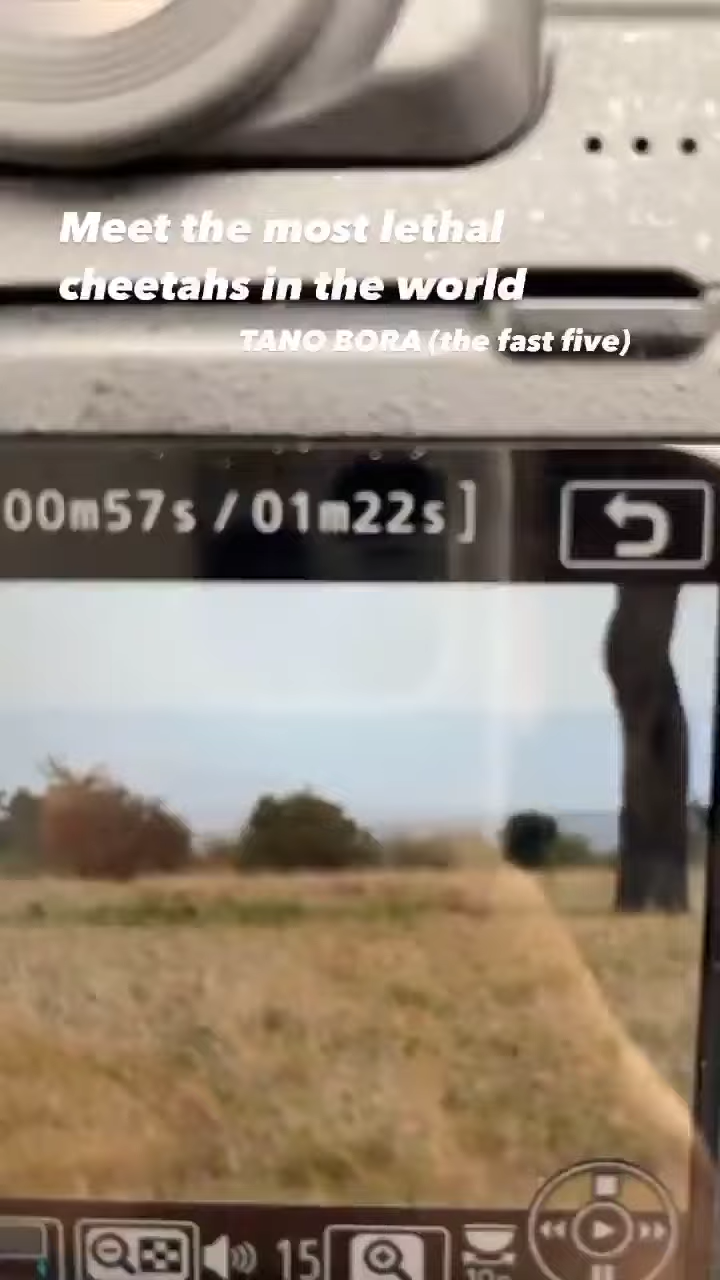 Meet the most lethal
cheetahs in the world
TANO BORA (the fast five)
00m57s/01m22s]
15